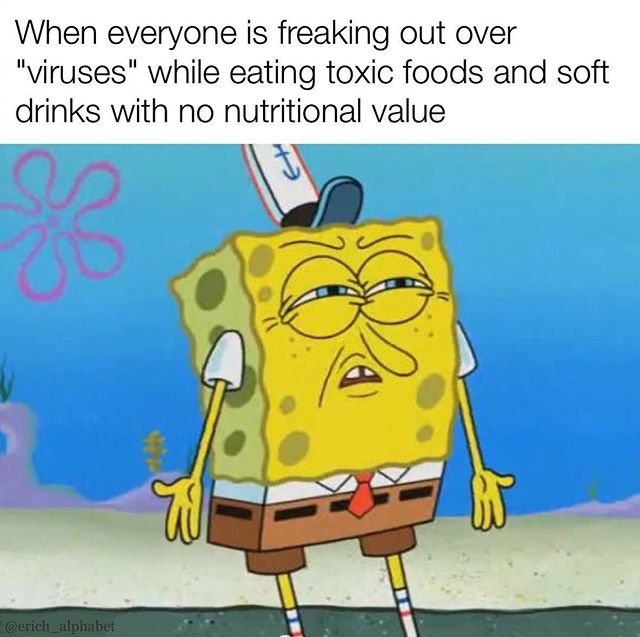 When everyone is freaking out over
"viruses" while eating toxic foods and soft
drinks with no nutritional value
@erich_alphabet